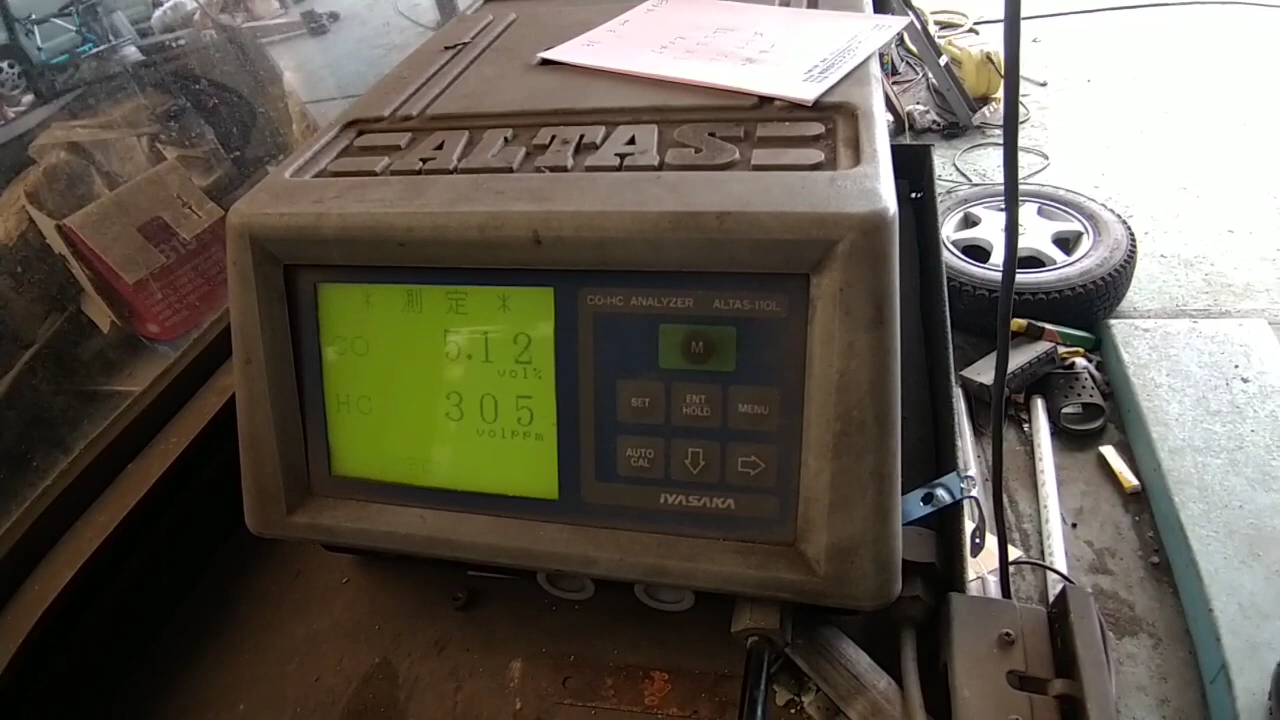 ALTAS
CO-HC ANALYZER ALTAS-110L
* 測 定 *
CO 5.12
vol%
HC 305
volppm
M
SET
ENT
HOLD
MENU
AUTO
CAL
IYASAKA